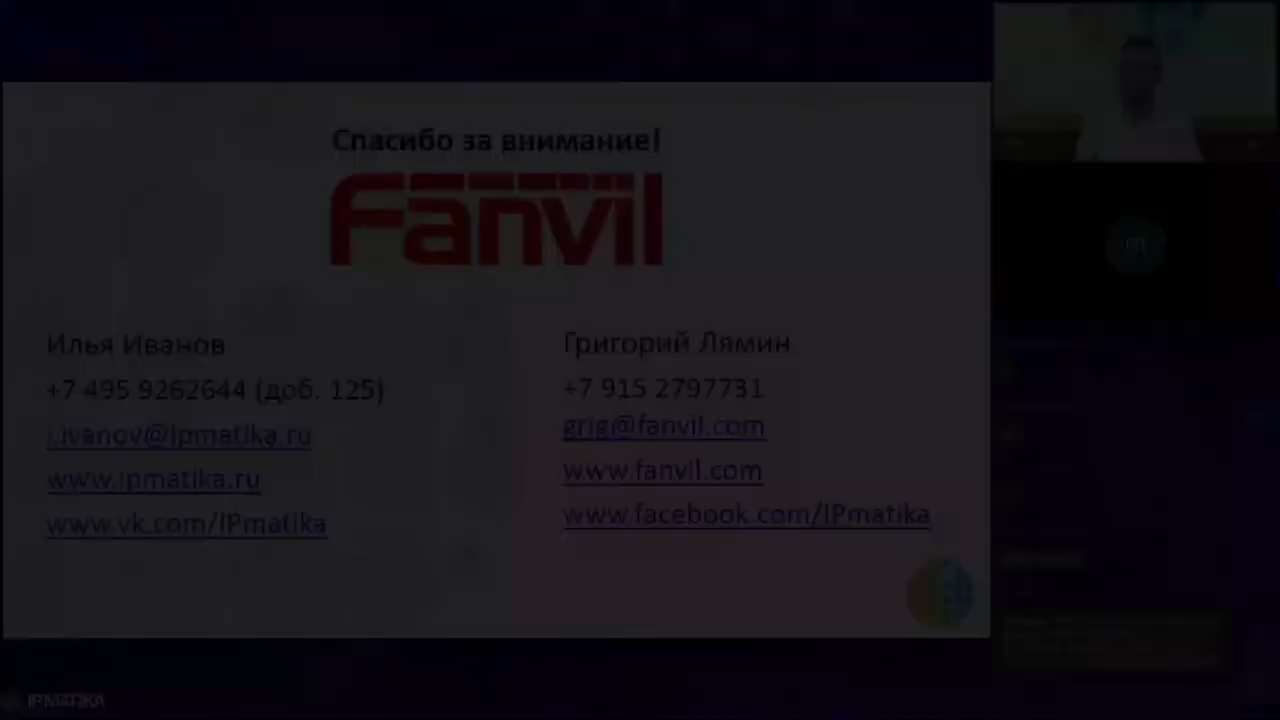 Спасибо за внимание!
Fanvil
Илья Иванов
+7 495 9262644 (доб. 125)
i.ivanov@ipmatika.ru
www.ipmatika.ru
www.vk.com/IPmatika
Григорий Лямин
+7 915 2797731
grig@fanvil.com
www.fanvil.com
www.facebook.com/IPmatika
m
IPMATIKA